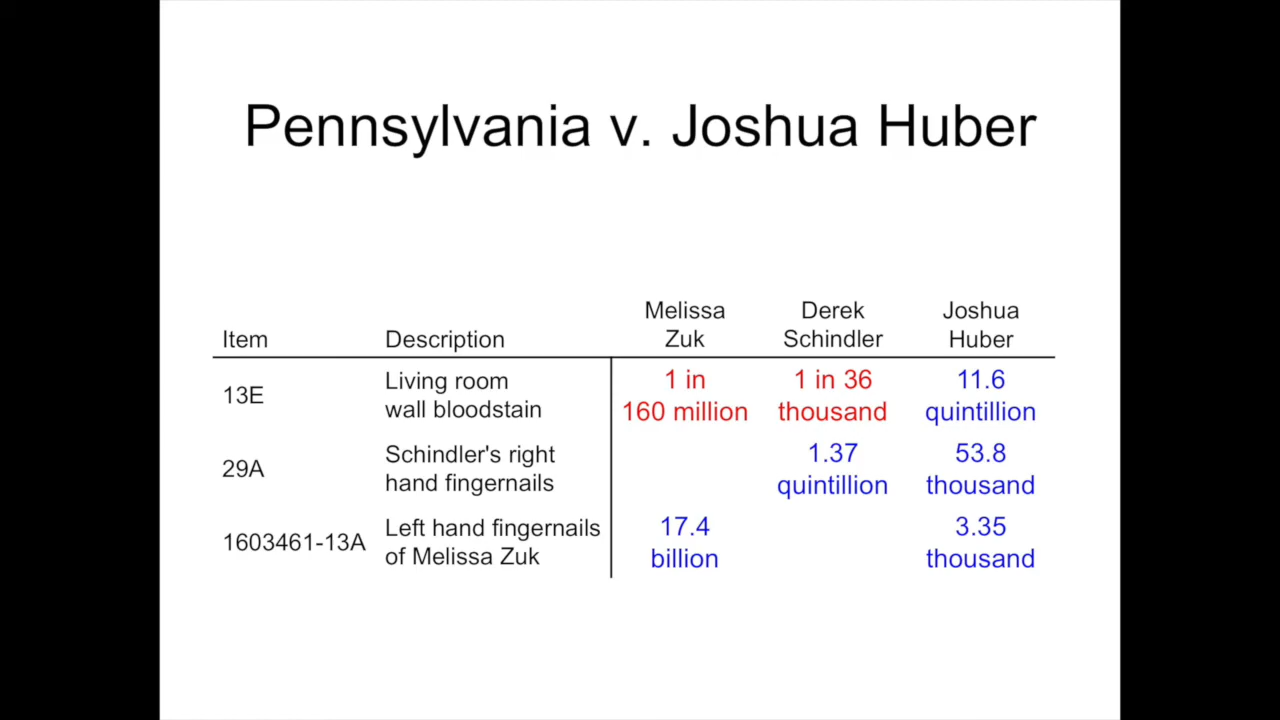 Pennsylvania v. Joshua Huber
Melissa Derek Joshua
Item Description Zuk Schindler Huber
13E Living room 1 in 1 in 36 11.6
wall bloodstain 160 million thousand quintillion
29A Schindler's right 1.37 53.8
hand fingernails quintillion thousand
1603461-13A Left hand fingernails 17.4 3.35
of Melissa Zuk billion thousand